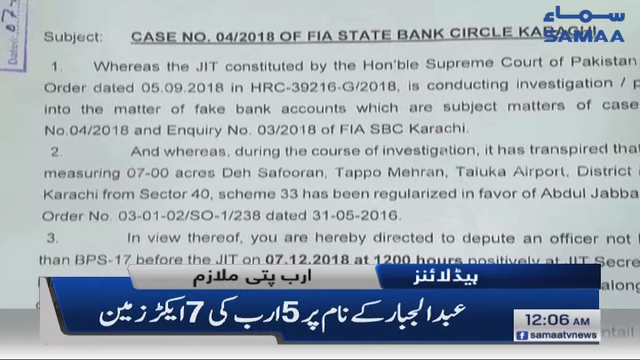 سماء
SAMAA
Dated 07-
Subject: CASE NO. 04/2018 OF FIA STATE BANK CIRCLE KARACHI
1. Whereas the JIT constituted by the Hon'ble Supreme Court of Pakistan
Order dated 05.09.2018 in HRC-39216-G/2018, is conducting investigation / p
into the matter of fake bank accounts which are subject matters of case
No.04/2018 and Enquiry No. 03/2018 of FIA SBC Karachi.
2. And whereas, during the course of investigation, it has transpired that
measuring 07-00 acres Deh Safooran, Tappo Mehran, Taluka Airport, District
Karachi from Sector 40, scheme 33 has been regularized in favor of Abdul Jabba
Order No. 03-01-02/SO-1/238 dated 31-05-2016.
3. In view thereof, you are hereby directed to depute an officer not
than BPS-17 before the JIT on 07.12.2018 at 1200 hours positively at JIT Secre
along
ہیڈلائنز
ارب پتی ملازم
عبدالجبار کے نام پر 5 ارب کی 7 ایکڑ زمین
12:06 AM
samaatvnews